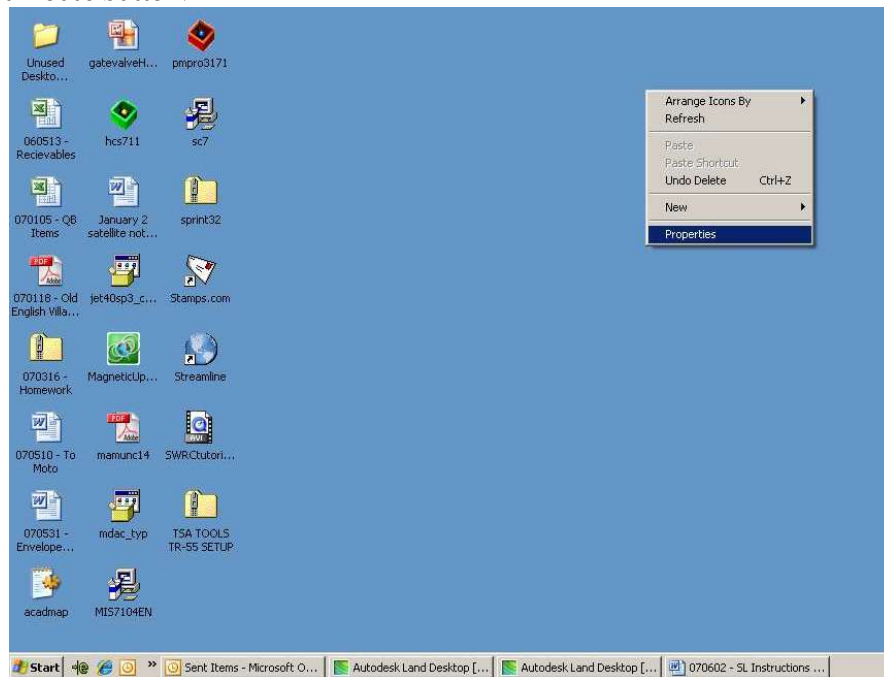 Unused
Deskto...
gatevalveH...
pmpro3171
060513 -
Recievables
hcs711
sc7
070105 - QB
Items
January 2
satellite not...
sprint32
070118 - Old
English Villa...
jet40sp3_c...
Stamps.com
070316 -
Homework
MagneticUp...
Streamline
070510 - To
Moto
mamunc14
SWRCtutori...
070531 -
Envelope...
mdac_typ
TSA TOOLS
TR-55 SETUP
acadmap
MIS7104EN
Arrange Icons By
Refresh
Paste
Paste Shortcut
Undo Delete Ctrl+Z
New
Properties
Start
Sent Items - Microsoft O...
Autodesk Land Desktop [...
Autodesk Land Desktop [...
070602 - SL Instructions ...